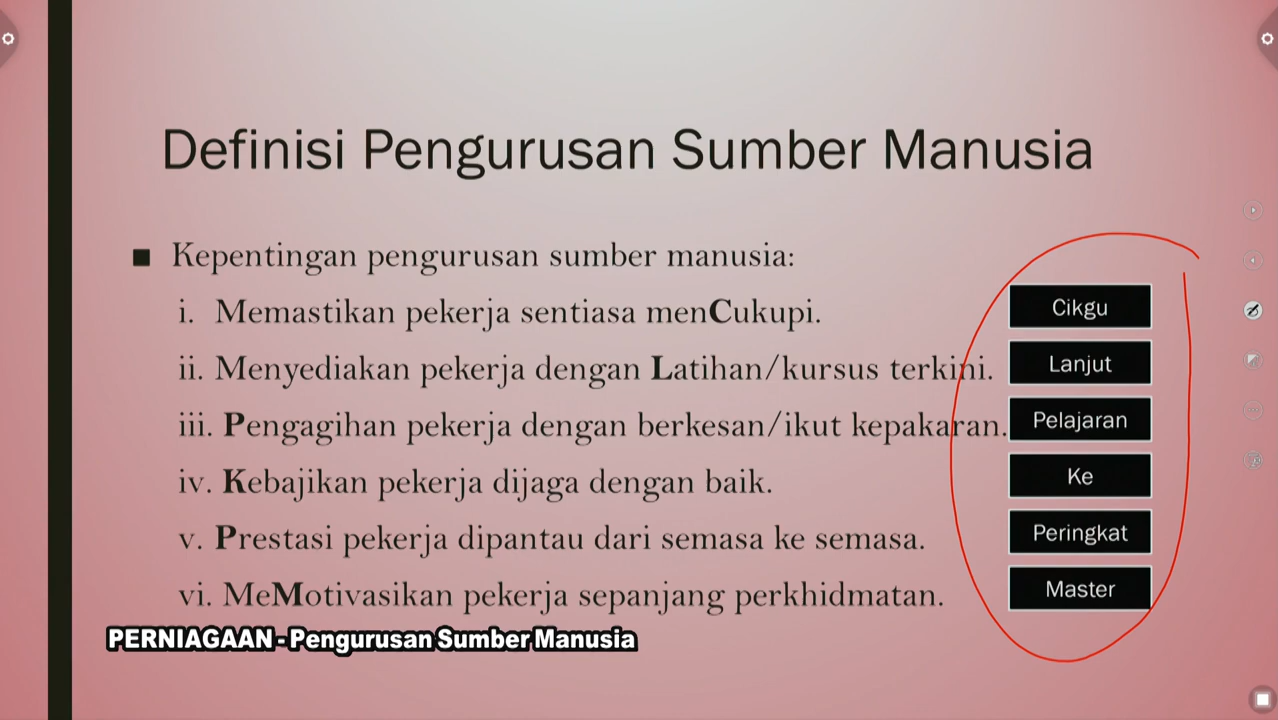 Definisi Pengurusan Sumber Manusia
Kepentingan pengurusan sumber manusia:
i. Memastikan pekerja sentiasa menCukupi.
Cikgu
ii. Menyediakan pekerja dengan Latihan/kursus terkini.
Lanjut
iii. Pengagihan pekerja dengan berkesan/ikut kepakaran.
Pelajaran
iv. Kebajikan pekerja dijaga dengan baik.
Ke
v. Prestasi pekerja dipantau dari semasa ke semasa.
Peringkat
vi. MeMotivasikan pekerja sepanjang perkhidmatan.
Master
PERNIAGAAN - Pengurusan Sumber Manusia